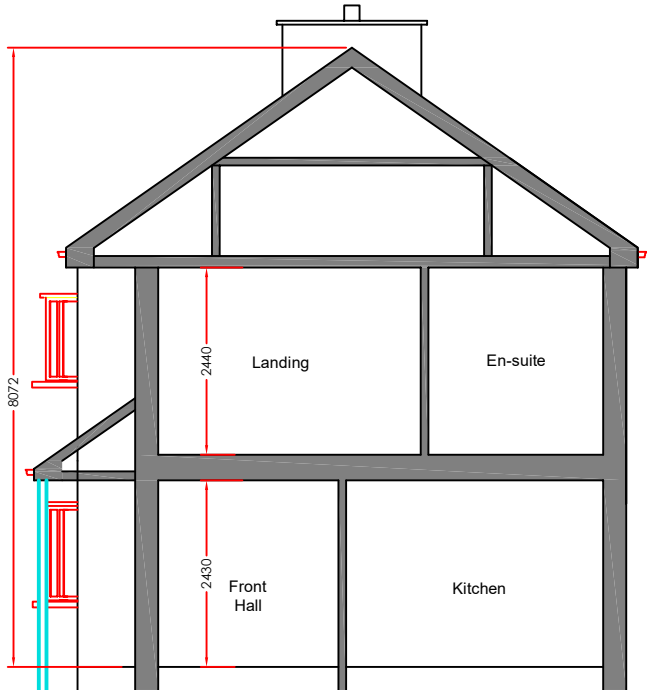 8072
2440
Landing
En-suite
2430
Front
Hall
Kitchen